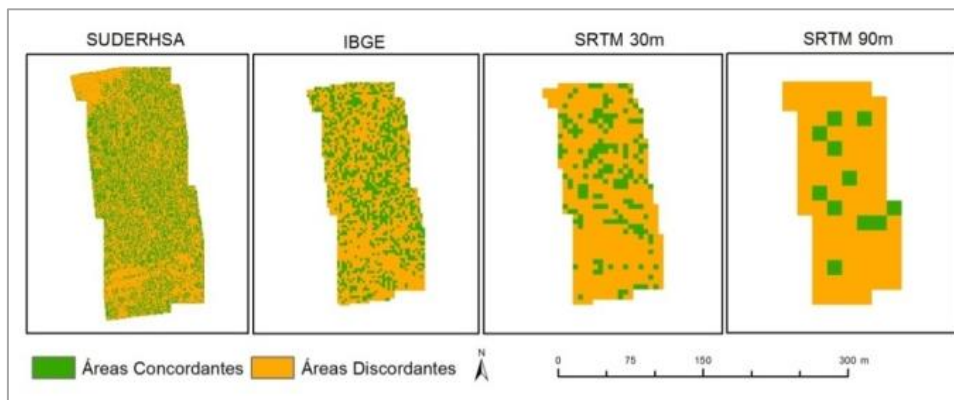 SUDERHSA
IBGE
SRTM 30m
SRTM 90m
Áreas Concordantes
Áreas Discordantes
N
0 75 150 300 m